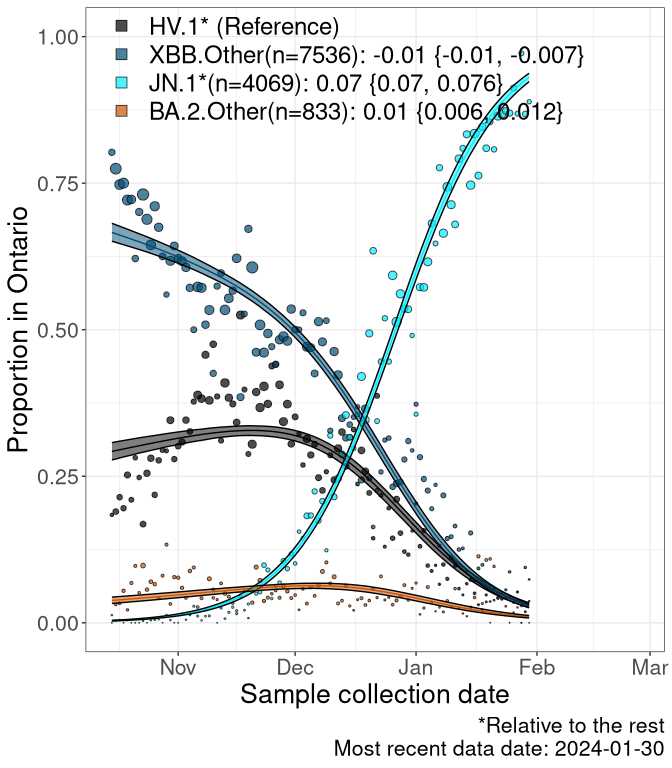 HV.1* (Reference)
XBB.Other(n=7536): -0.01 {-0.01, -0.007}
JN.1*(n=4069): 0.07 {0.07, 0.076}
BA.2.Other(n=833): 0.01 {0.006, 0.012}
1.00
0.75
0.50
0.25
0.00
Proportion in Ontario
Nov Dec Jan Feb Mar
Sample collection date
*Relative to the rest
Most recent data date: 2024-01-30